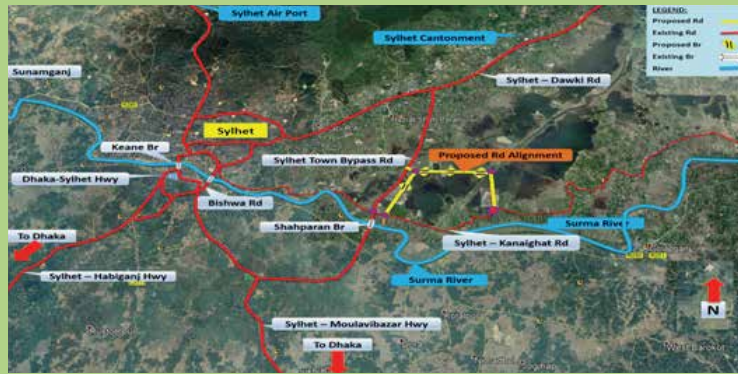 Sylhet Air Port
LEGEND:
Proposed Rd
Existing Rd
Proposed Br
Existing Br
River
Sylhet Cantonment
Sunamganj
Sylhet – Dawki Rd
Sylhet
Keane Br
Sylhet Town Bypass Rd
Proposed Rd Alignment
Dhaka-Sylhet Hwy
Bishwa Rd
Shahparan Br
Surma River
To Dhaka
Sylhet – Kanaighat Rd
Sylhet – Habiganj Hwy
Surma River
N
Sylhet – Moulavibazar Hwy
To Dhaka